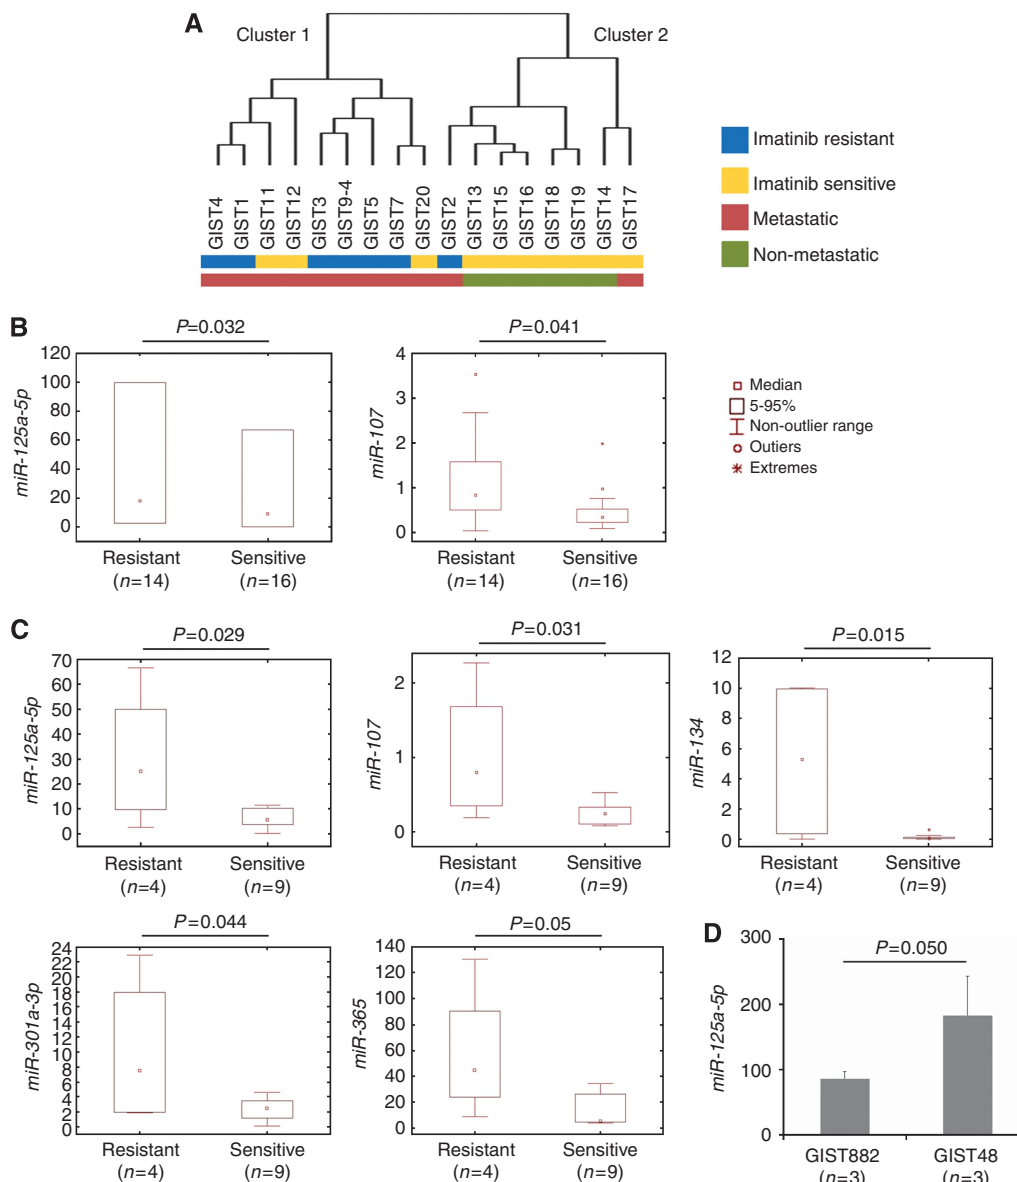 A
Cluster 1
Cluster 2
GIST4
GIST1
GIST11
GIST12
GIST3
GIST9-4
GIST5
GIST7
GIST20
GIST2
GIST13
GIST15
GIST16
GIST18
GIST19
GIST14
GIST17
Imatinib resistant
Imatinib sensitive
Metastatic
Non-metastatic
B
P=0.032
miR-125a-5p
120
100
80
60
40
20
0
Resistant
(n=14)
Sensitive
(n=16)
P=0.041
miR-107
4
3
2
1
0
Resistant
(n=14)
Sensitive
(n=16)
Median
5-95%
Non-outlier range
Outiers
Extremes
C
P=0.029
miR-125a-5p
70
60
50
40
30
20
10
0
Resistant
(n=4)
Sensitive
(n=9)
P=0.031
miR-107
2
1
0
Resistant
(n=4)
Sensitive
(n=9)
P=0.015
miR-134
12
10
8
6
4
2
0
Resistant
(n=4)
Sensitive
(n=9)
P=0.044
miR-301a-3p
24
22
20
18
16
14
12
10
8
6
4
2
0
Resistant
(n=4)
Sensitive
(n=9)
P=0.05
miR-365
140
120
100
80
60
40
20
0
Resistant
(n=4)
Sensitive
(n=9)
D
P=0.050
miR-125a-5p
300
200
100
0
GIST882
(n=3)
GIST48
(n=3)